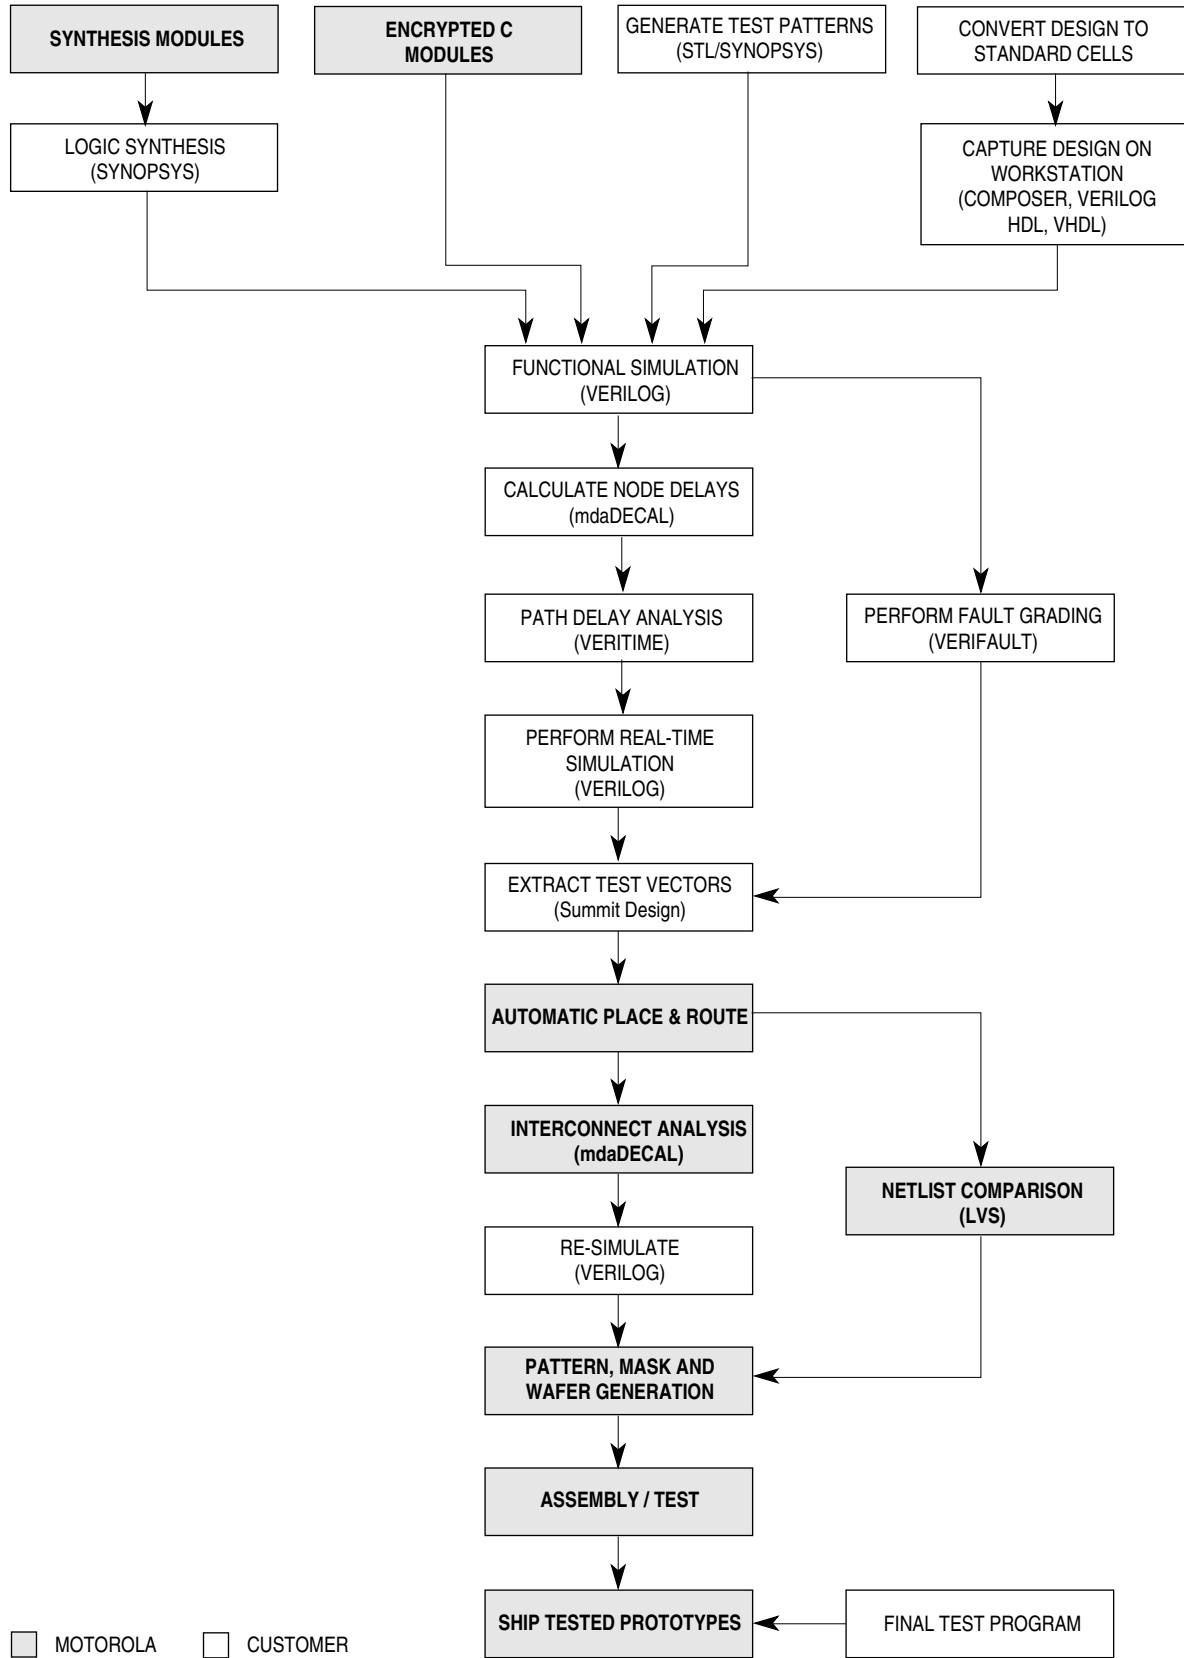 SYNTHESIS MODULES
ENCRYPTED C
MODULES
GENERATE TEST PATTERNS
(STL/SYNOPSYS)
CONVERT DESIGN TO
STANDARD CELLS
LOGIC SYNTHESIS
(SYNOPSYS)
CAPTURE DESIGN ON
WORKSTATION
(COMPOSER, VERILOG
HDL, VHDL)
FUNCTIONAL SIMULATION
(VERILOG)
CALCULATE NODE DELAYS
(mdaDECAL)
PATH DELAY ANALYSIS
(VERITIME)
PERFORM FAULT GRADING
(VERIFAULT)
PERFORM REAL-TIME
SIMULATION
(VERILOG)
EXTRACT TEST VECTORS
(Summit Design)
AUTOMATIC PLACE & ROUTE
INTERCONNECT ANALYSIS
(mdaDECAL)
NETLIST COMPARISON
(LVS)
RE-SIMULATE
(VERILOG)
PATTERN, MASK AND
WAFER GENERATION
ASSEMBLY / TEST
SHIP TESTED PROTOTYPES
FINAL TEST PROGRAM
MOTOROLA
CUSTOMER